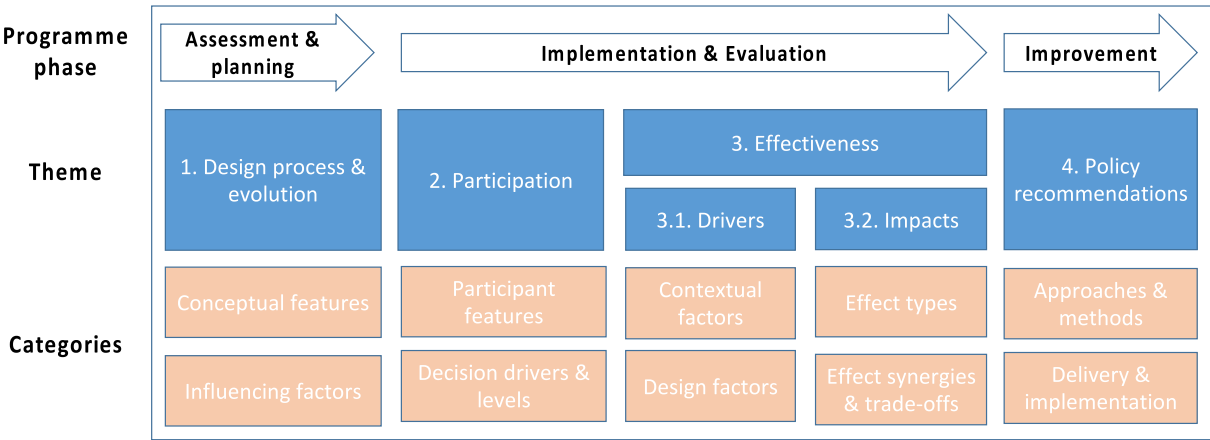 Programme
phase
Assessment &
planning
Implementation & Evaluation
Improvement
Theme
1. Design process &
evolution
2. Participation
3. Effectiveness
3.1. Drivers
3.2. Impacts
4. Policy
recommendations
Categories
Conceptual features
Participant
features
Contextual
factors
Effect types
Approaches &
methods
Influencing factors
Decision drivers &
levels
Design factors
Effect synergies
& trade-offs
Delivery &
implementation